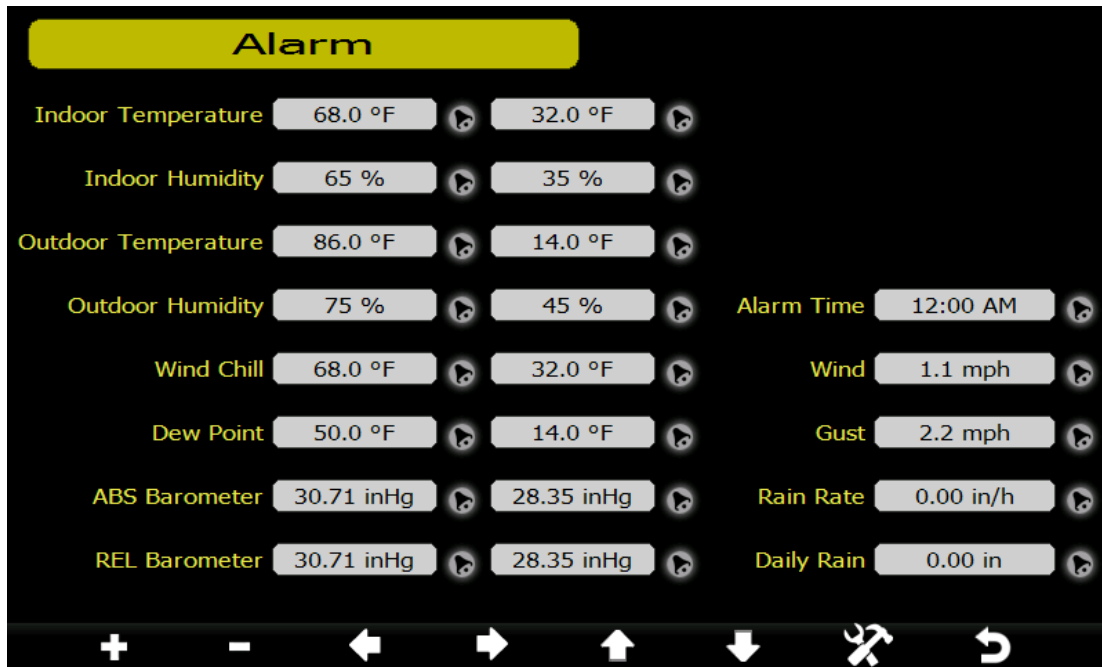 Alarm
Indoor Temperature 68.0 °F 32.0 °F
Indoor Humidity 65 % 35 %
Outdoor Temperature 86.0 °F 14.0 °F
Outdoor Humidity 75 % 45 % Alarm Time 12:00 AM
Wind Chill 68.0 °F 32.0 °F Wind 1.1 mph
Dew Point 50.0 °F 14.0 °F Gust 2.2 mph
ABS Barometer 30.71 inHg 28.35 inHg Rain Rate 0.00 in/h
REL Barometer 30.71 inHg 28.35 inHg Daily Rain 0.00 in